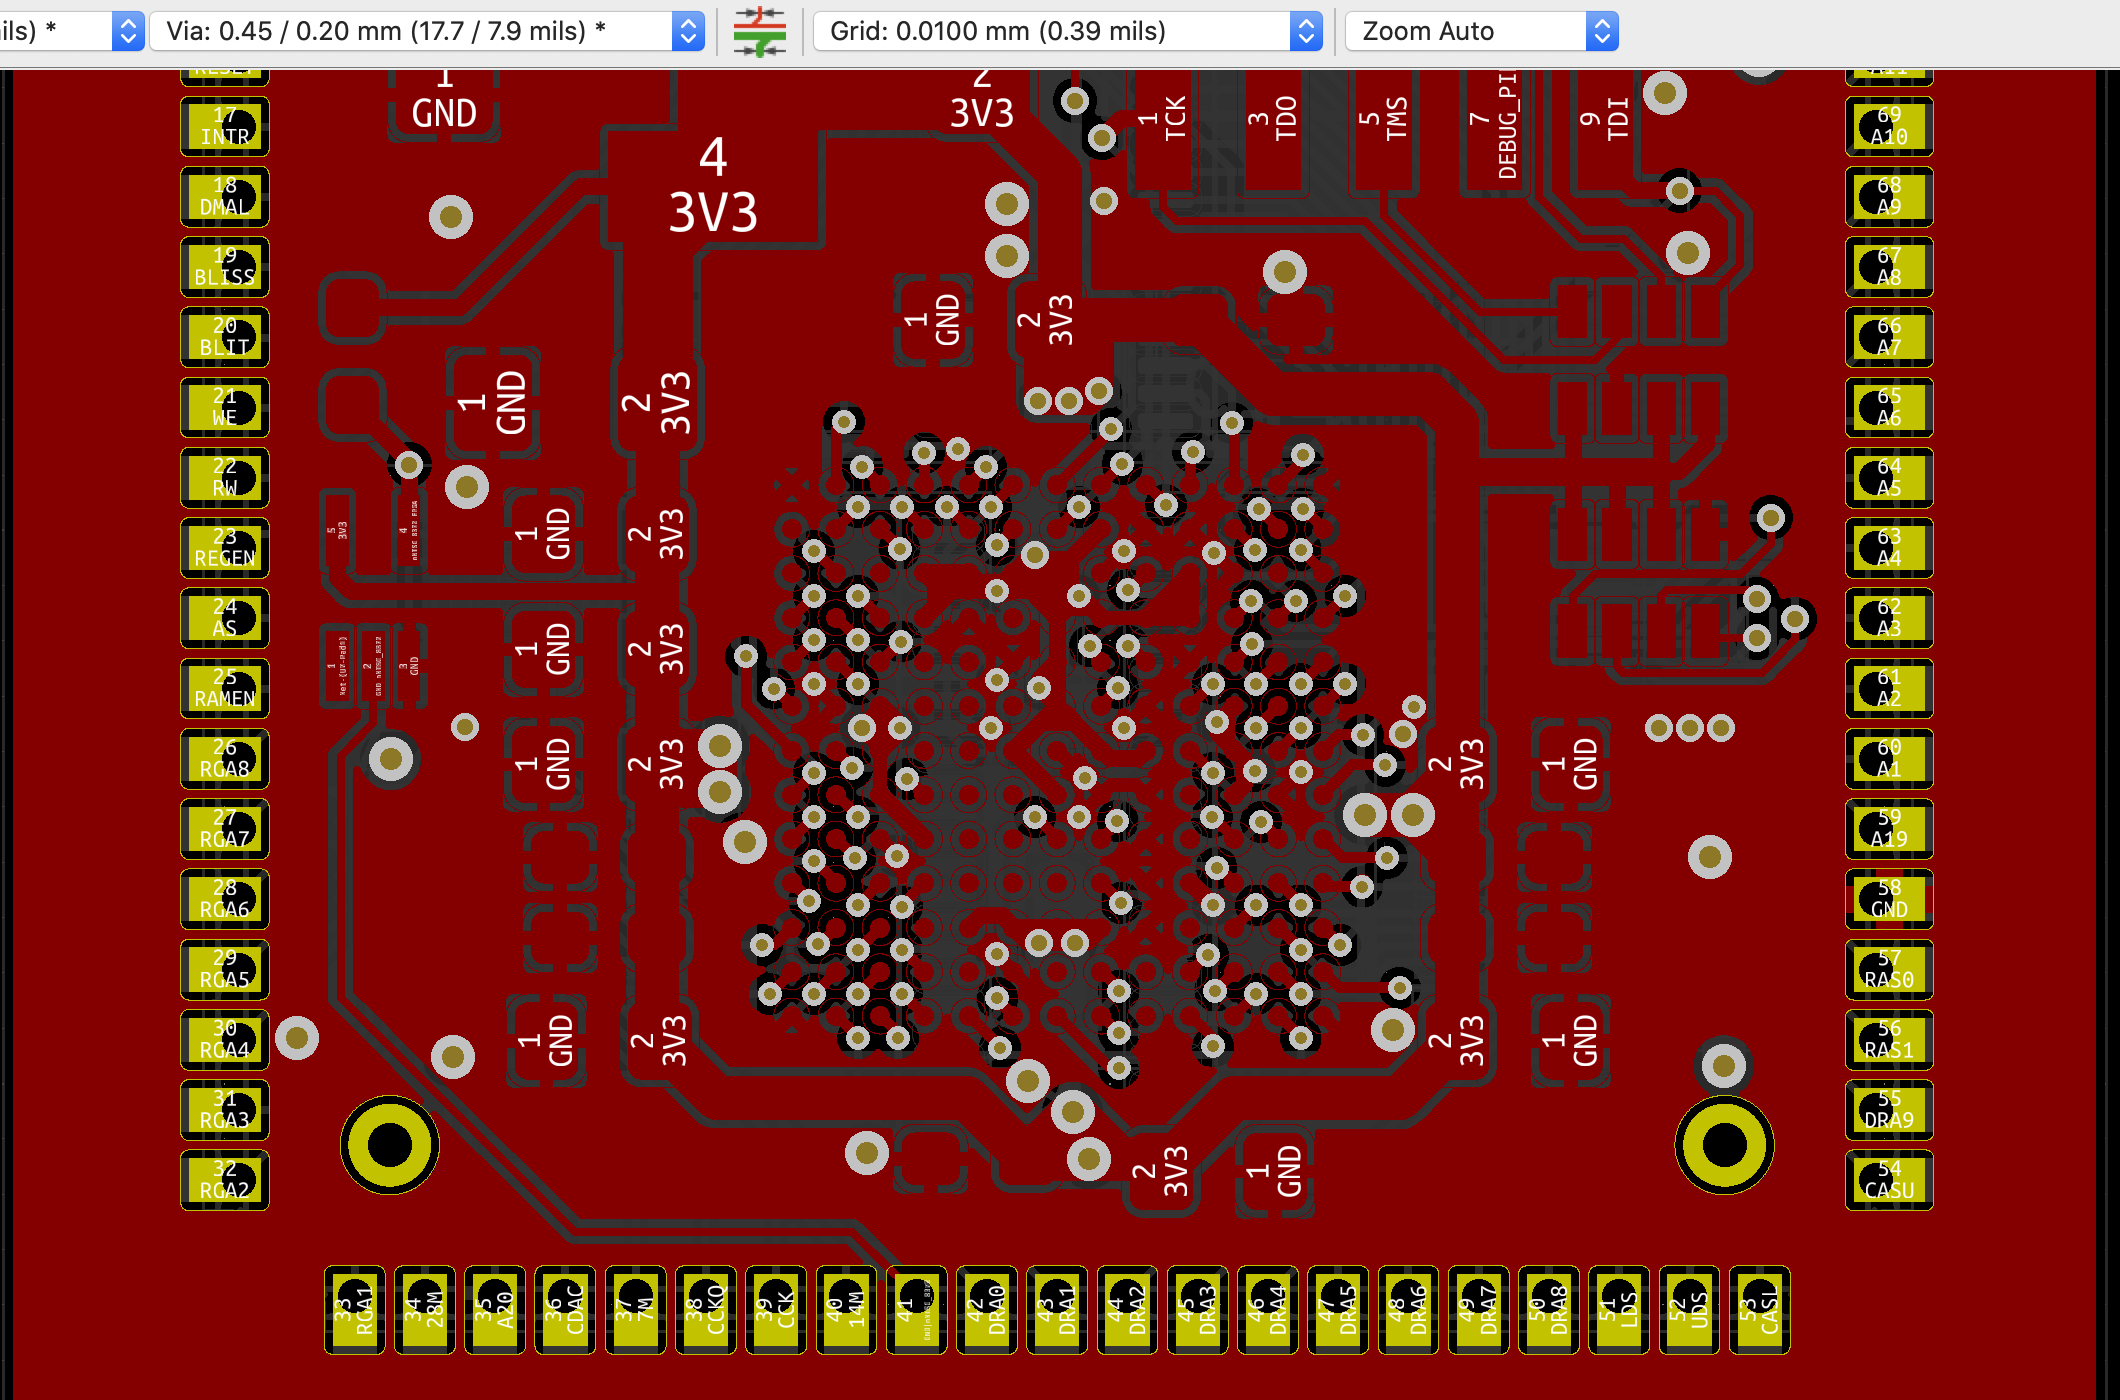 ils) *
Via: 0.45 / 0.20 mm (17.7 / 7.9 mils) *
Grid: 0.0100 mm (0.39 mils)
Zoom Auto
17
INTR
18
DMAL
19
BLISS
20
BLIT
21
WE
22
RW
23
REGEN
24
AS
25
RAMEN
26
RGA8
27
RGA7
28
RGA6
29
RGA5
30
RGA4
31
RGA3
32
RGA2
1
GND
4
3V3
2
3V3
1
TCK
3
TDO
5
TMS
7
9
TDI
1
GND
2
3V3
1
GND
2
3V3
5
3V3
4
1
GND
2
3V3
1
2
3
GND
1
GND
2
3V3
1
GND
2
3V3
2
3V3
1
GND
1
GND
2
3V3
2
3V3
1
GND
2
3V3
1
GND
69
A10
68
A9
67
A8
66
A7
65
A6
64
A5
63
A4
62
A3
61
A2
60
A1
59
A19
58
GND
57
RAS0
56
RAS1
55
DRA9
54
CASU
33
RGA1
34
28M
35
A20
36
CDAC
37
7M
38
CCKQ
39
CCK
40
14M
41
42
DRA0
43
DRA1
44
DRA2
45
DRA3
46
DRA4
47
DRA5
48
DRA6
49
DRA7
50
DRA8
51
LDS
52
UDS
53
CASL